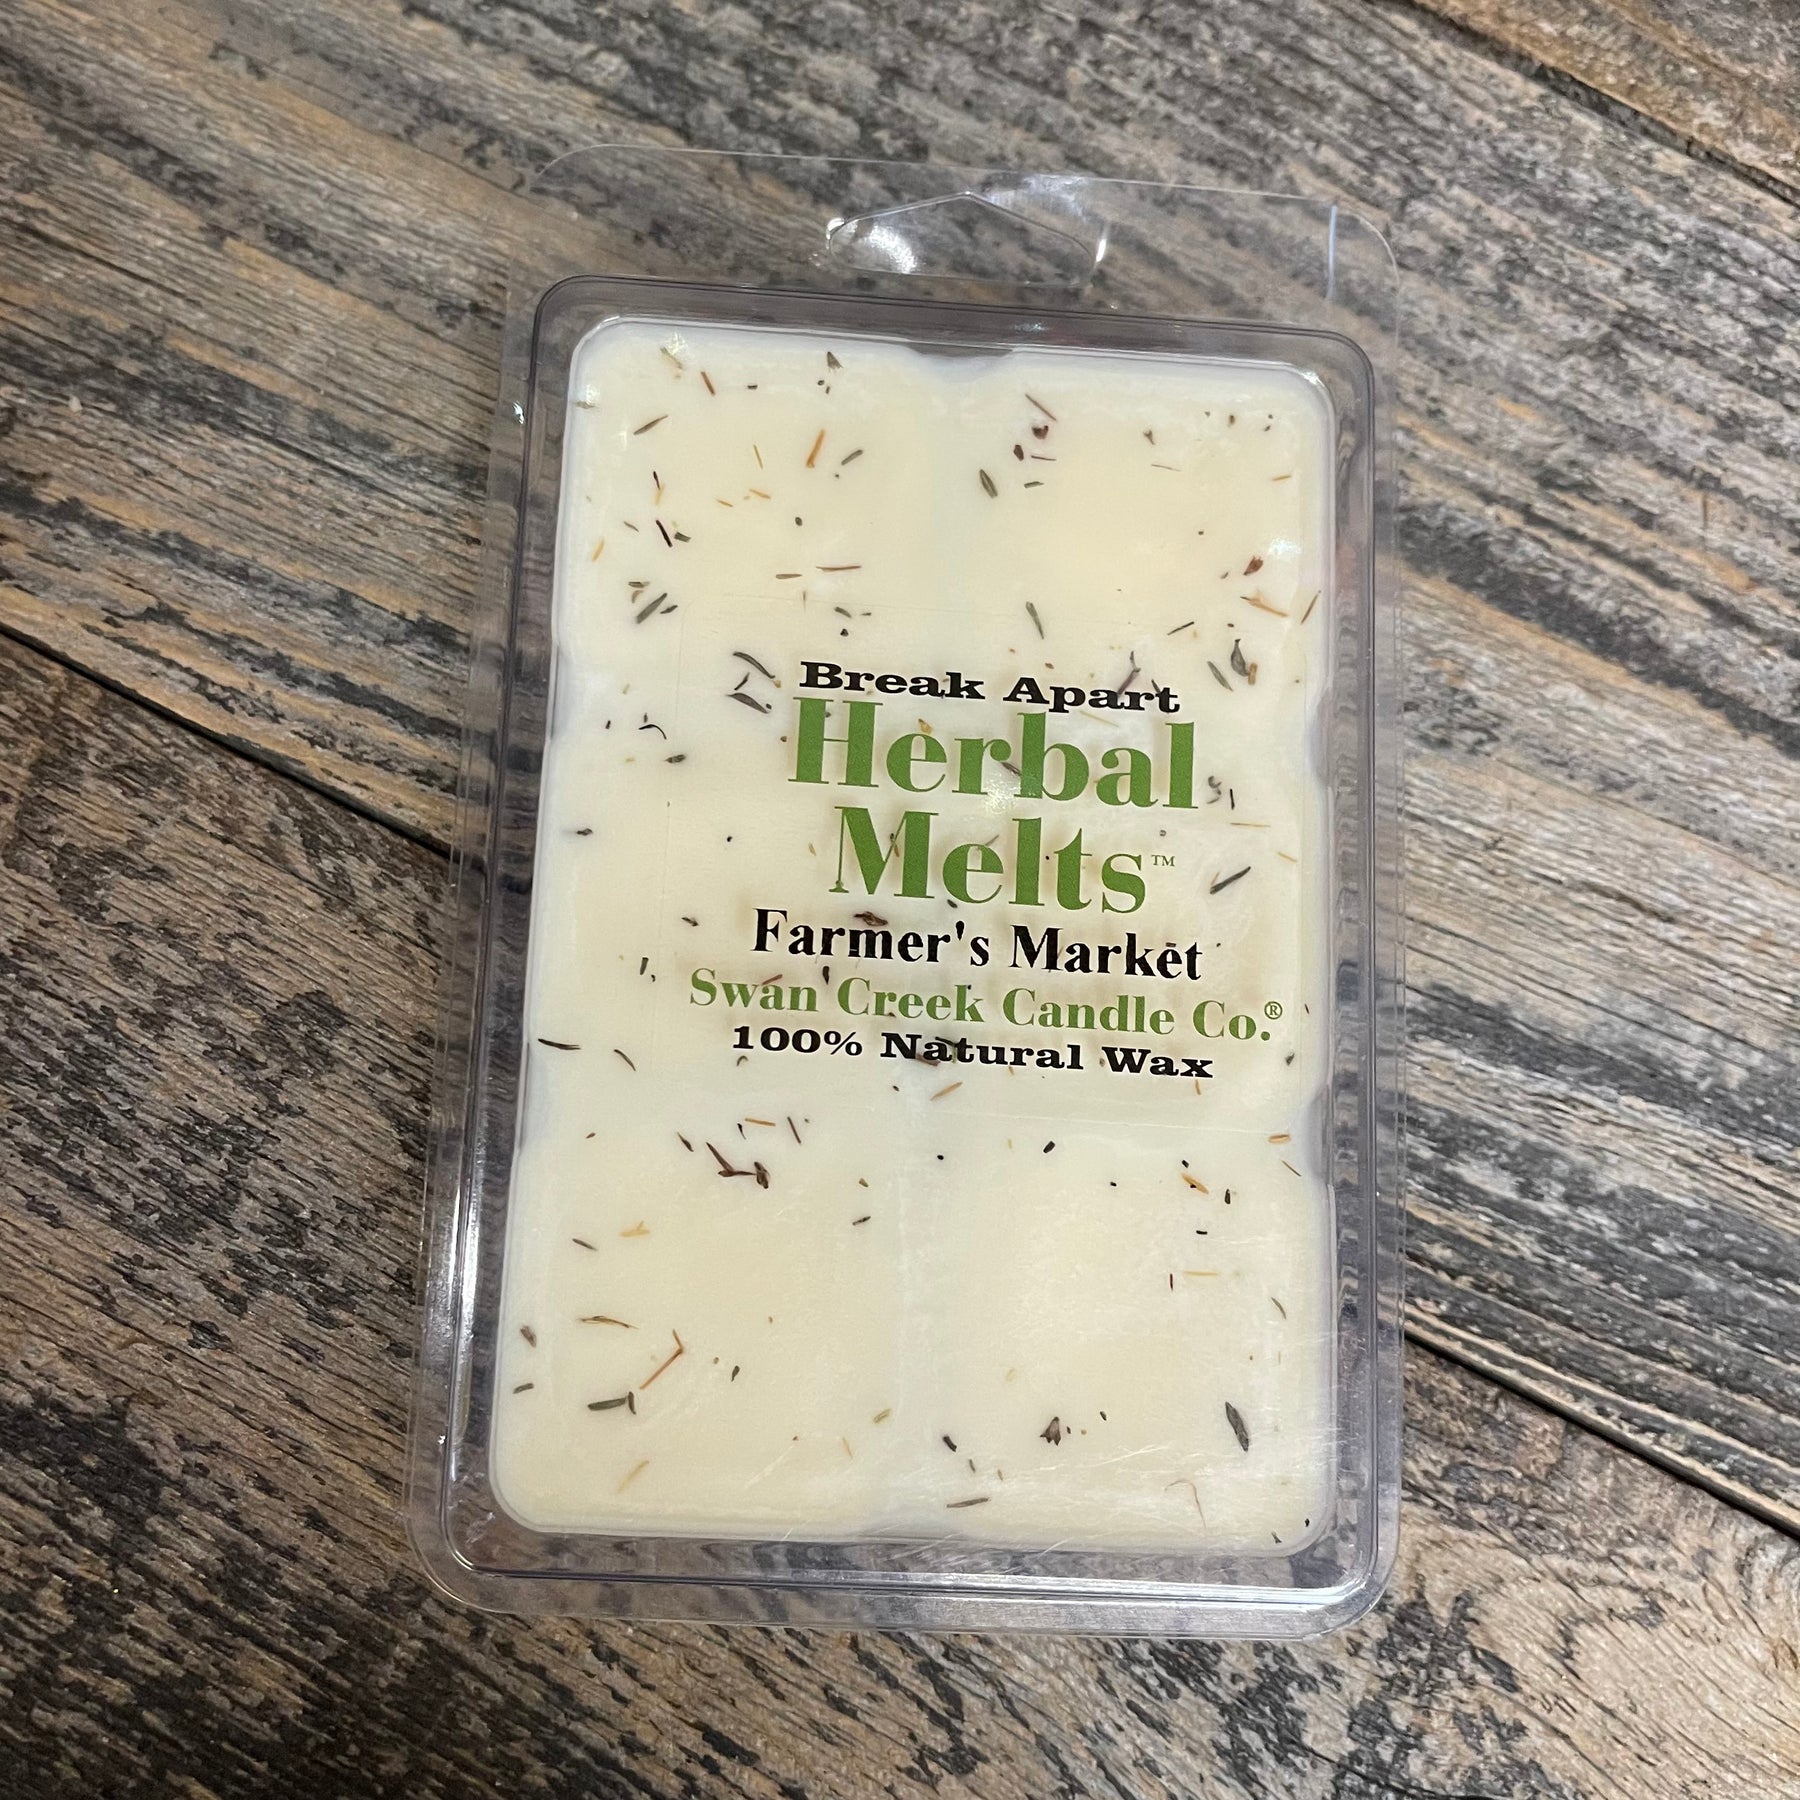 Break Apart
Herbal
Melts™
Farmer's Market
Swan Creek Candle Co.®
100% Natural Wax